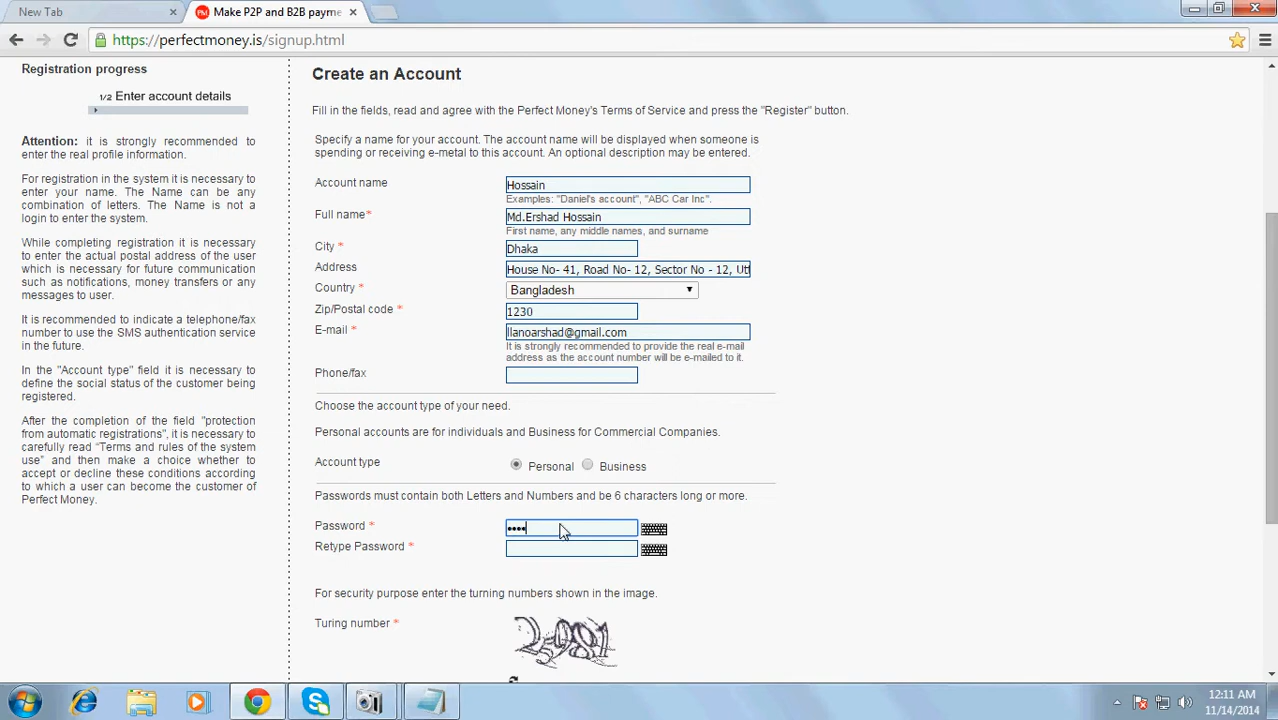 New Tab
Make P2P and B2B payme
https://perfectmoney.is/signup.html
Registration progress
1/2 Enter account details
Attention: it is strongly recommended to
enter the real profile information.
For registration in the system it is necessary to
enter your name. The Name can be any
combination of letters. The Name is not a
login to enter the system.
While completing registration it is necessary
to enter the actual postal address of the user
which is necessary for future communication
such as notifications, money transfers or any
messages to user.
It is recommended to indicate a telephone/fax
number to use the SMS authentication service
in the future.
In the "Account type" field it is necessary to
define the social status of the customer being
registered.
After the completion of the field "protection
from automatic registrations", it is necessary to
carefully read "Terms and rules of the system
use" and then make a choice whether to
accept or decline these conditions according
to which a user can become the customer of
Perfect Money.
Create an Account
Fill in the fields, read and agree with the Perfect Money's Terms of Service and press the "Register" button.
Specify a name for your account. The account name will be displayed when someone is
spending or receiving e-metal to this account. An optional description may be entered.
Account name
Hossain
Examples: "Daniel's account", "ABC Car Inc".
Full name*
Md.Ershad Hossain
First name, any middle names, and surname
City *
Dhaka
Address
House No- 41, Road No- 12, Sector No - 12, Utt
Country *
Bangladesh
Zip/Postal code *
1230
E-mail *
llanoarshad@gmail.com
It is strongly recommended to provide the real e-mail
address as the account number will be e-mailed to it.
Phone/fax
Choose the account type of your need.
Personal accounts are for individuals and Business for Commercial Companies.
Account type
Personal
Business
Passwords must contain both Letters and Numbers and be 6 characters long or more.
Password *
••••
Retype Password *
For security purpose enter the turning numbers shown in the image.
Turing number *
25981
12:11 AM
11/14/2014